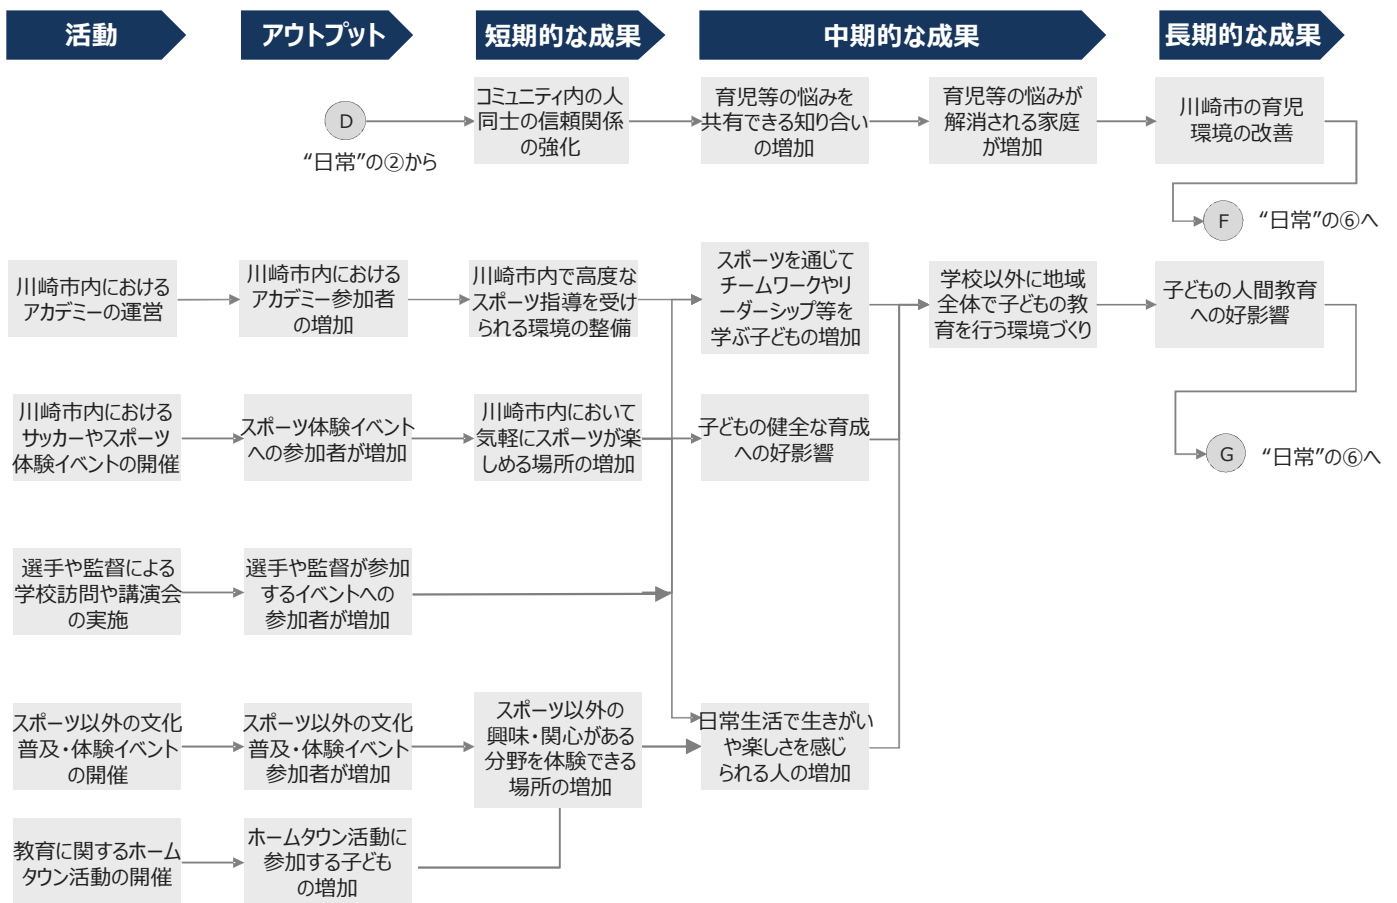 活動
アウトプット
短期的な成果
中期的な成果
長期的な成果
D
“日常”の②から
コミュニティ内の人
同士の信頼関係
の強化
育児等の悩みを
共有できる知り合い
の増加
育児等の悩みが
解消される家庭
が増加
川崎市の育児
環境の改善
F
“日常”の⑥へ
川崎市内における
アカデミーの運営
川崎市内における
アカデミー参加者
の増加
川崎市内で高度な
スポーツ指導を受け
られる環境の整備
スポーツを通じて
チームワークやリ
ーダーシップ等を
学ぶ子どもの増加
学校以外に地域
全体で子どもの教
育を行う環境づくり
子どもの人間教育
への好影響
G
“日常”の⑥へ
川崎市内における
サッカーやスポーツ
体験イベントの開催
スポーツ体験イベント
への参加者が増加
川崎市内において
気軽にスポーツが楽
しめる場所の増加
子どもの健全な育成
への好影響
選手や監督による
学校訪問や講演会
の実施
選手や監督が参加
するイベントへの
参加者が増加
スポーツ以外の文化
普及・体験イベント
の開催
スポーツ以外の文化
普及・体験イベント
参加者が増加
スポーツ以外の
興味・関心がある
分野を体験できる
場所の増加
日常生活で生きがい
や楽しさを感じ
られる人の増加
教育に関するホーム
タウン活動の開催
ホームタウン活動に
参加する子ども
の増加